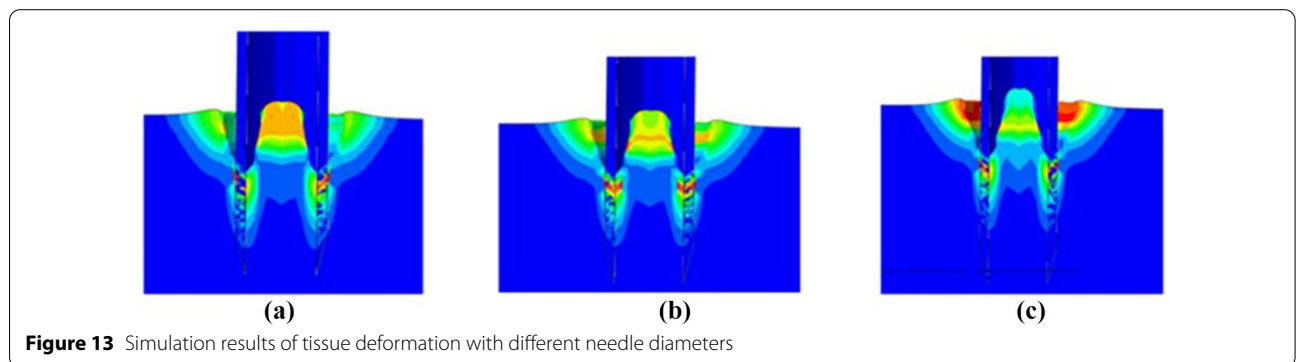 (a) (b) (c)
Figure 13 Simulation results of tissue deformation with different needle diameters